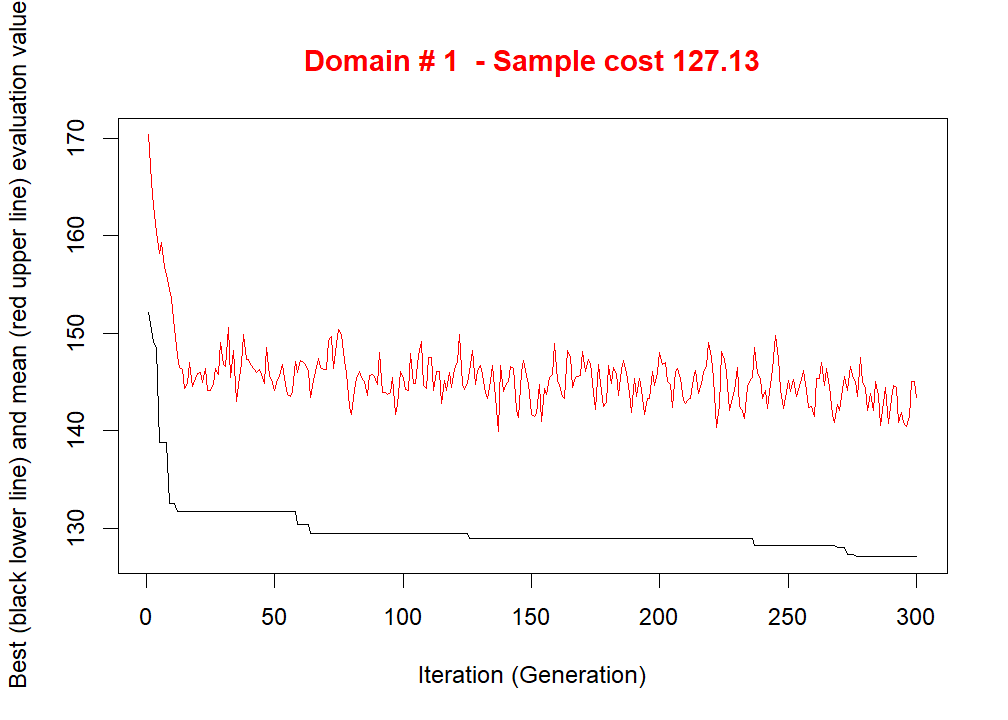 Domain # 1  - Sample cost 127.13
Best (black lower line) and mean (red upper line) evaluation value
170
160
150
140
130
0 50 100 150 200 250 300
Iteration (Generation)